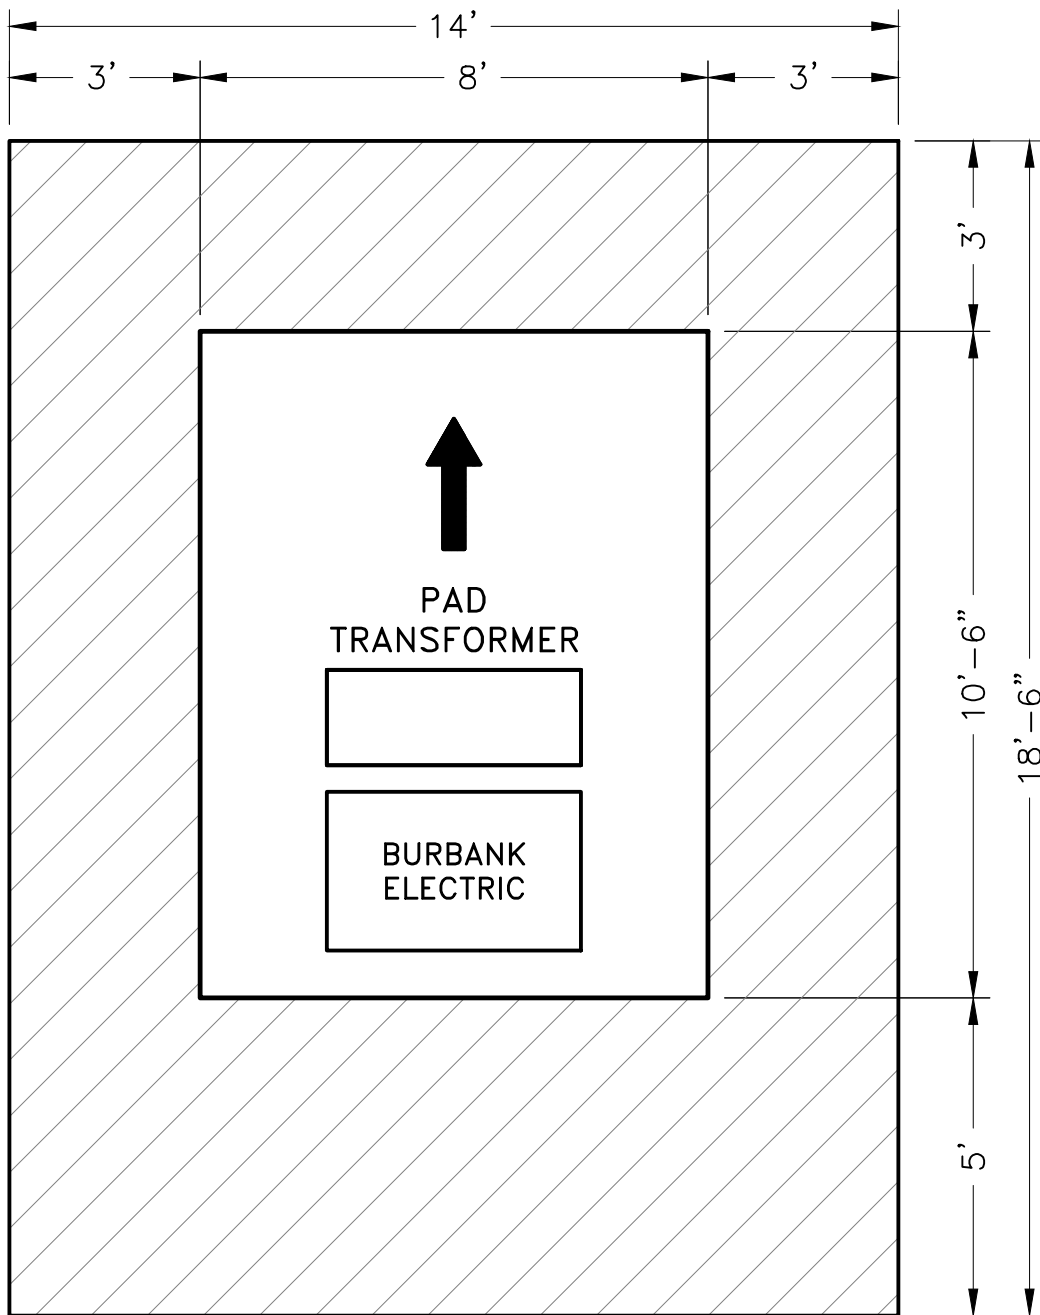 14’
3’
8’
3’
3’
PAD
TRANSFORMER
10’–6”
18’–6”
BURBANK
ELECTRIC
5’